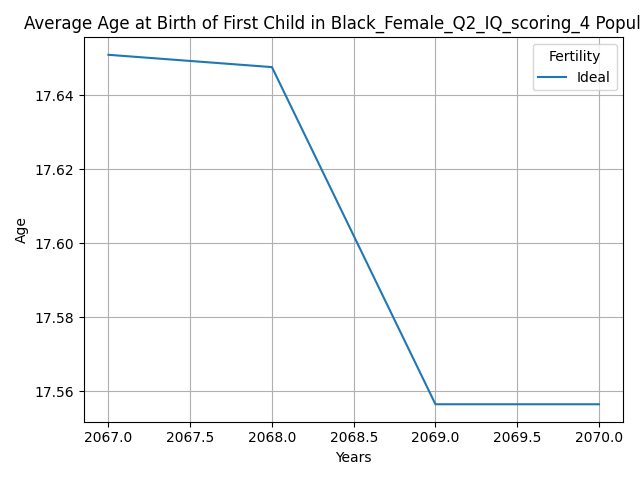 Average Age at Birth of First Child in Black_Female_Q2_IQ_scoring_4 Popul
Fertility
Ideal
17.64
17.62
17.60
17.58
17.56
Age
2067.0 2067.5 2068.0 2068.5 2069.0 2069.5 2070.0
Years